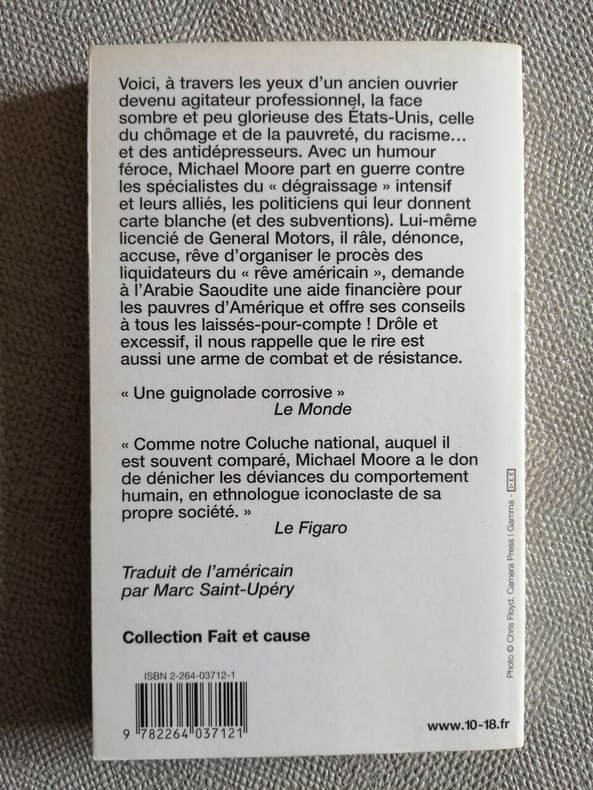 Voici, à travers les yeux d'un ancien ouvrier
devenu agitateur professionnel, la face
sombre et peu glorieuse des États-Unis, celle
du chômage et de la pauvreté, du racisme...
et des antidépresseurs. Avec un humour
féroce, Michael Moore part en guerre contre
les spécialistes du « dégraissage » intensif
et leurs alliés, les politiciens qui leur donnent
carte blanche (et des subventions). Lui-même
licencié de General Motors, il râle, dénonce,
accuse, rêve d'organiser le procès des
liquidateurs du « rêve américain », demande
à l'Arabie Saoudite une aide financière pour
les pauvres d'Amérique et offre ses conseils
à tous les laissés-pour-compte ! Drôle et
excessif, il nous rappelle que le rire est
aussi une arme de combat et de résistance.
« Une guignolade corrosive »
Le Monde
« Comme notre Coluche national, auquel il
est souvent comparé, Michael Moore a le don
de dénicher les déviances du comportement
humain, en ethnologue iconoclaste de sa
propre société. »
Le Figaro
Traduit de l'américain
par Marc Saint-Upéry
Collection Fait et cause
ISBN 2-264-03712-1
9 782264 037121
www.10-18.fr
Photo © Chris Floyd, Camera Press | Gamma -